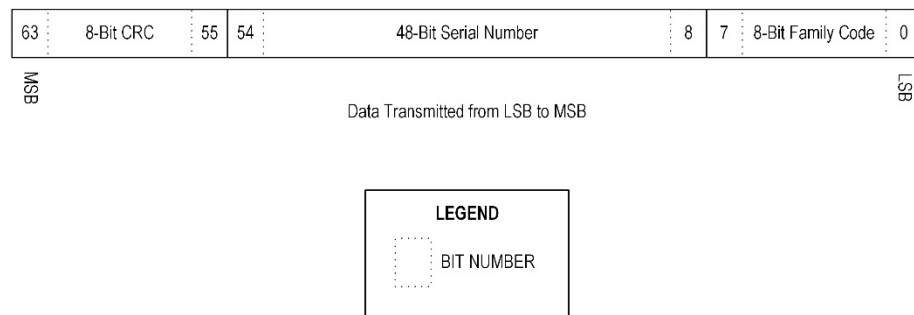 63 8-Bit CRC 55 54 48-Bit Serial Number 8 7 8-Bit Family Code 0
MSB LSB
Data Transmitted from LSB to MSB
LEGEND
BIT NUMBER